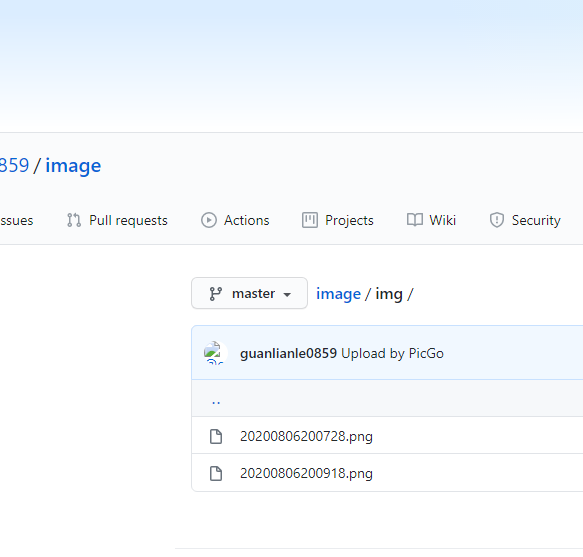 859 / image
ssues Pull requests Actions Projects Wiki Security
master image / img /
guanlianle0859 Upload by PicGo
..
20200806200728.png
20200806200918.png